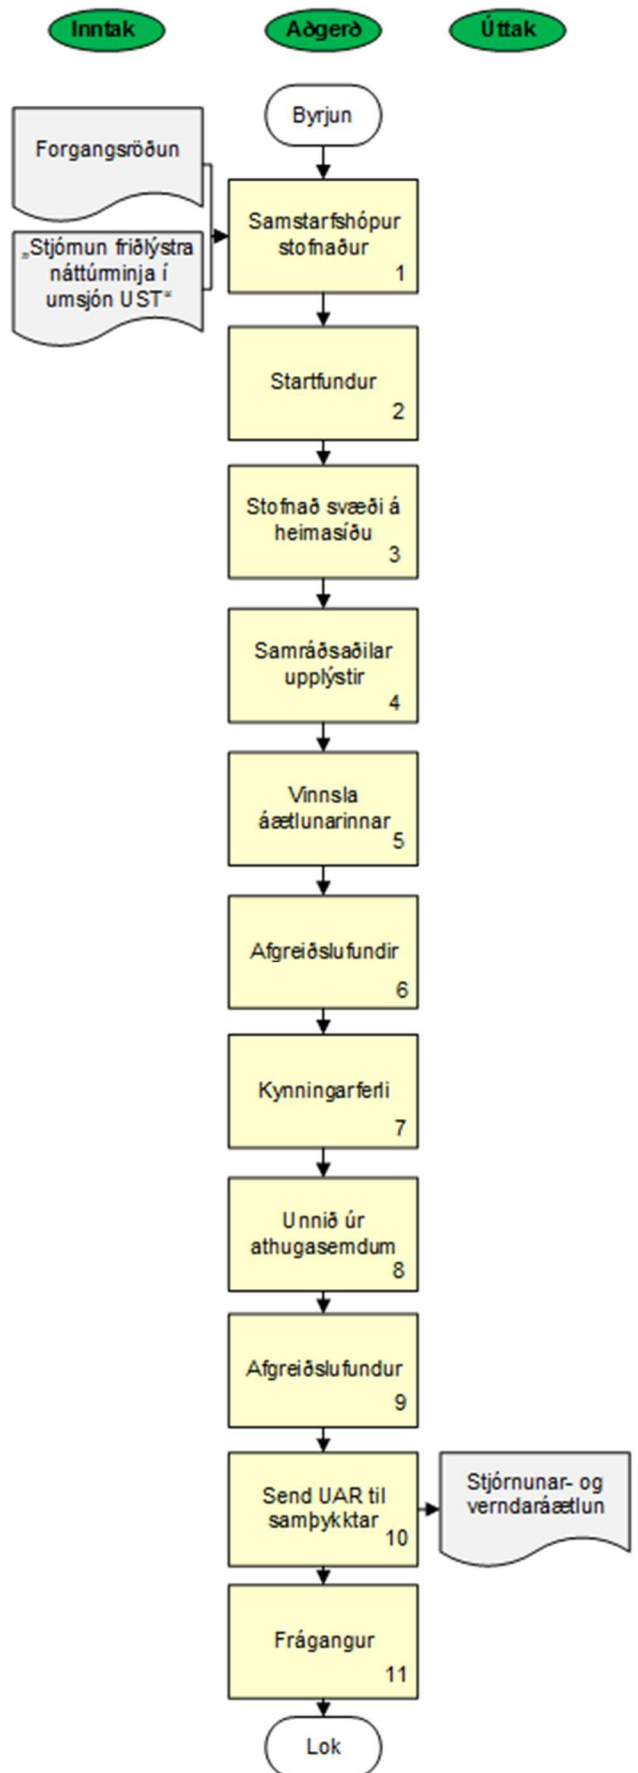 Inntak
Aðgerð
Úttak
Byrjun
Forgangsröðun
„Stjórnun friðlýstra
náttúrminja í
umsjón UST“
Samstarfshópur
stofnaður
1
Startfundur
2
Stofnað svæði á
heimasíðu
3
Samráðsaðilar
upplýstir
4
Vinnsla
áætlunarinnar
5
Afgreiðslufundir
6
Kynningarferli
7
Unnið úr
athugasemdum
8
Afgreiðslufundur
9
Send UAR til
samþykktar
10
Stjórnunar- og
verndaráætlun
Frágangur
11
Lok